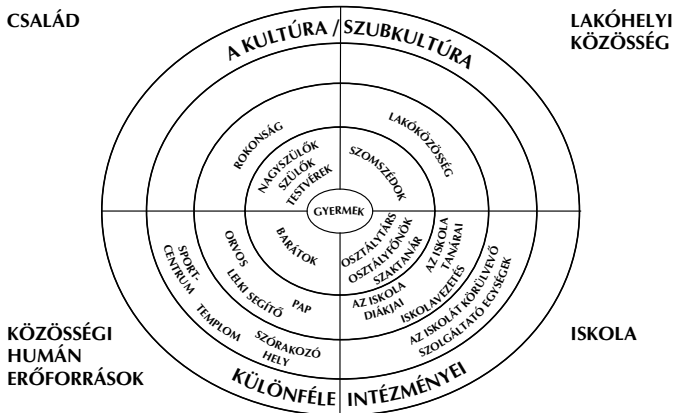 CSALÁD
LAKÓHELYI
KÖZÖSSÉG
A KULTÚRA / SZUBKULTÚRA
ROKONSÁG
NAGYSZÜLŐK
SZÜLŐK
TESTVÉREK
SZOMSZÉDOK
LAKÓKÖZÖSSÉG
GYERMEK
BARÁTOK
ORVOS
LELKI SEGÍTŐ
PAP
SPORT-
CENTRUM
TEMPLOM
SZÓRAKOZÓ
HELY
OSZTÁLYTÁRS
OSZTÁLYFŐNÖK
SZAKTANÁR
AZ ISKOLA
TANÁRAI
AZ ISKOLA
DIÁKJAI
ISKOLAVEZETÉS
AZ ISKOLÁT KÖRÜLVEVŐ
SZOLGÁLTATÓ EGYSÉGEK
KÖZÖSSÉGI
HUMÁN
ERŐFORRÁSOK
ISKOLA
KÜLÖNFÉLE INTÉZMÉNYEI